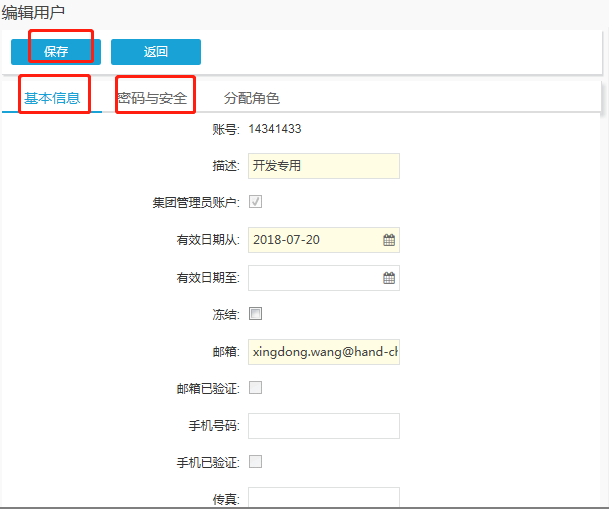 编辑用户
保存 返回
基本信息 密码与安全 分配角色
账号: 14341433
描述: 开发专用
集团管理员账户:
有效日期从: 2018-07-20
有效日期至:
冻结:
邮箱: xingdong.wang@hand-ch
邮箱已验证:
手机号码:
手机已验证:
传真: